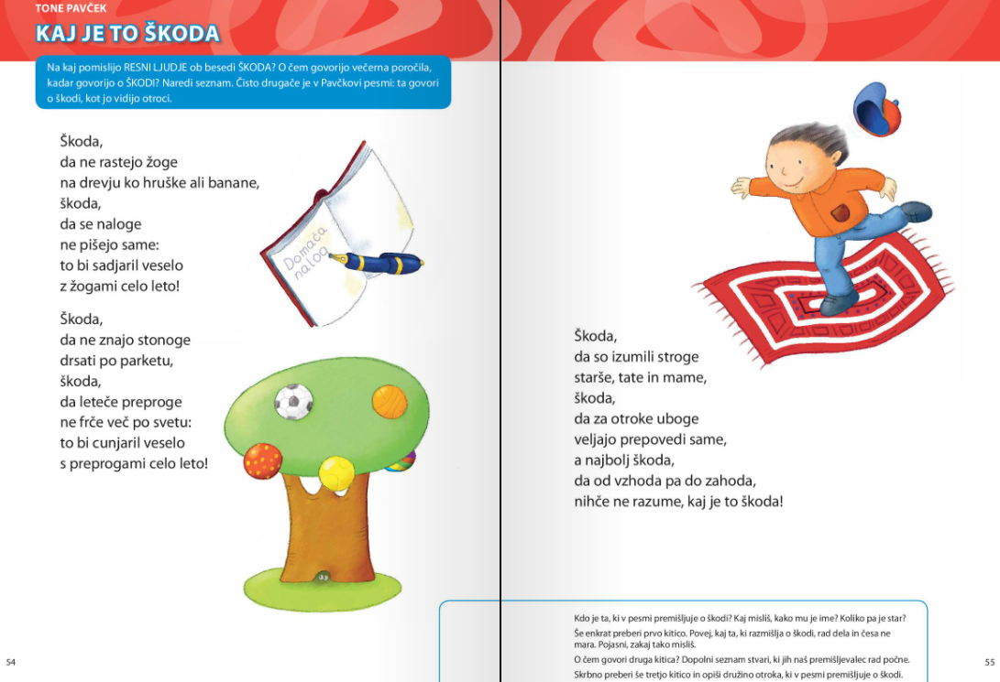 TONE PAVČEK
KAJ JE TO ŠKODA
Na kaj pomislijo RESNI LJUDJE ob besedi ŠKODA? O čem govorijo večerna poročila,
kadar govorijo o ŠKODI? Naredi seznam. Čisto drugače je v Pavčkovi pesmi: ta govori
o škodi, kot jo vidijo otroci.
Škoda,
da ne rastejo žoge
na drevju ko hruške ali banane,
škoda,
da se naloge
ne pišejo same:
to bi sadjaril veselo
z žogami celo leto!
Domača
naloga
Škoda,
da ne znajo stonoge
drsati po parketu,
škoda,
da leteče preproge
ne frče več po svetu:
to bi cunjaril veselo
s preprogami celo leto!
54
Škoda,
da so izumili stroge
starše, tate in mame,
škoda,
da za otroke uboge
veljajo prepovedi same,
a najbolj škoda,
da od vzhoda pa do zahoda,
nihče ne razume, kaj je to škoda!
Kdo je ta, ki v pesmi premišljuje o škodi? Kaj misliš, kako mu je ime? Koliko pa je star?
Še enkrat preberi prvo kitico. Povej, kaj ta, ki razmišlja o škodi, rad dela in česa ne
mara. Pojasni, zakaj tako misliš.
O čem govori druga kitica? Dopolni seznam stvari, ki jih naš premišljevalec rad počne.
Skrbno preberi še tretjo kitico in opiši družino otroka, ki v pesmi premišljuje o škodi.
55